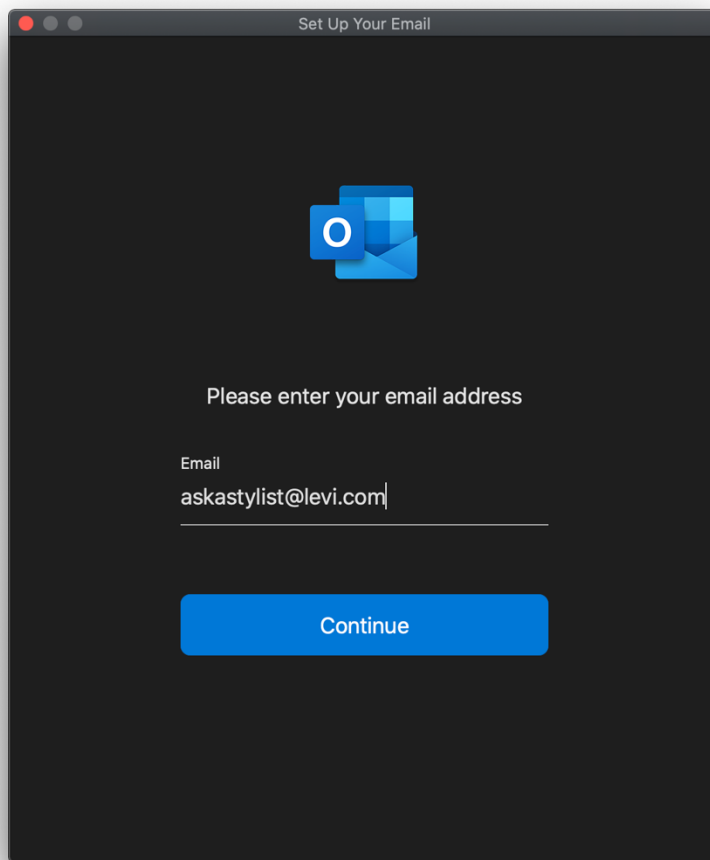 Set Up Your Email
O
Please enter your email address
Email
askastylist@levi.com
Continue